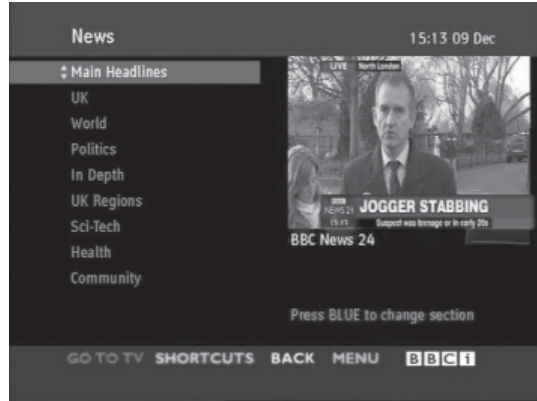 News
15:13 09 Dec
Main Headlines
UK
World
Politics
In Depth
UK Regions
Sci-Tech
Health
Community
LIVE North London
BBC
NEWS 24
15:13
JOGGER STABBING
Suspect was teenage or in early 20s
BBC News 24
Press BLUE to change section
GO TO TV SHORTCUTS BACK MENU BBCi